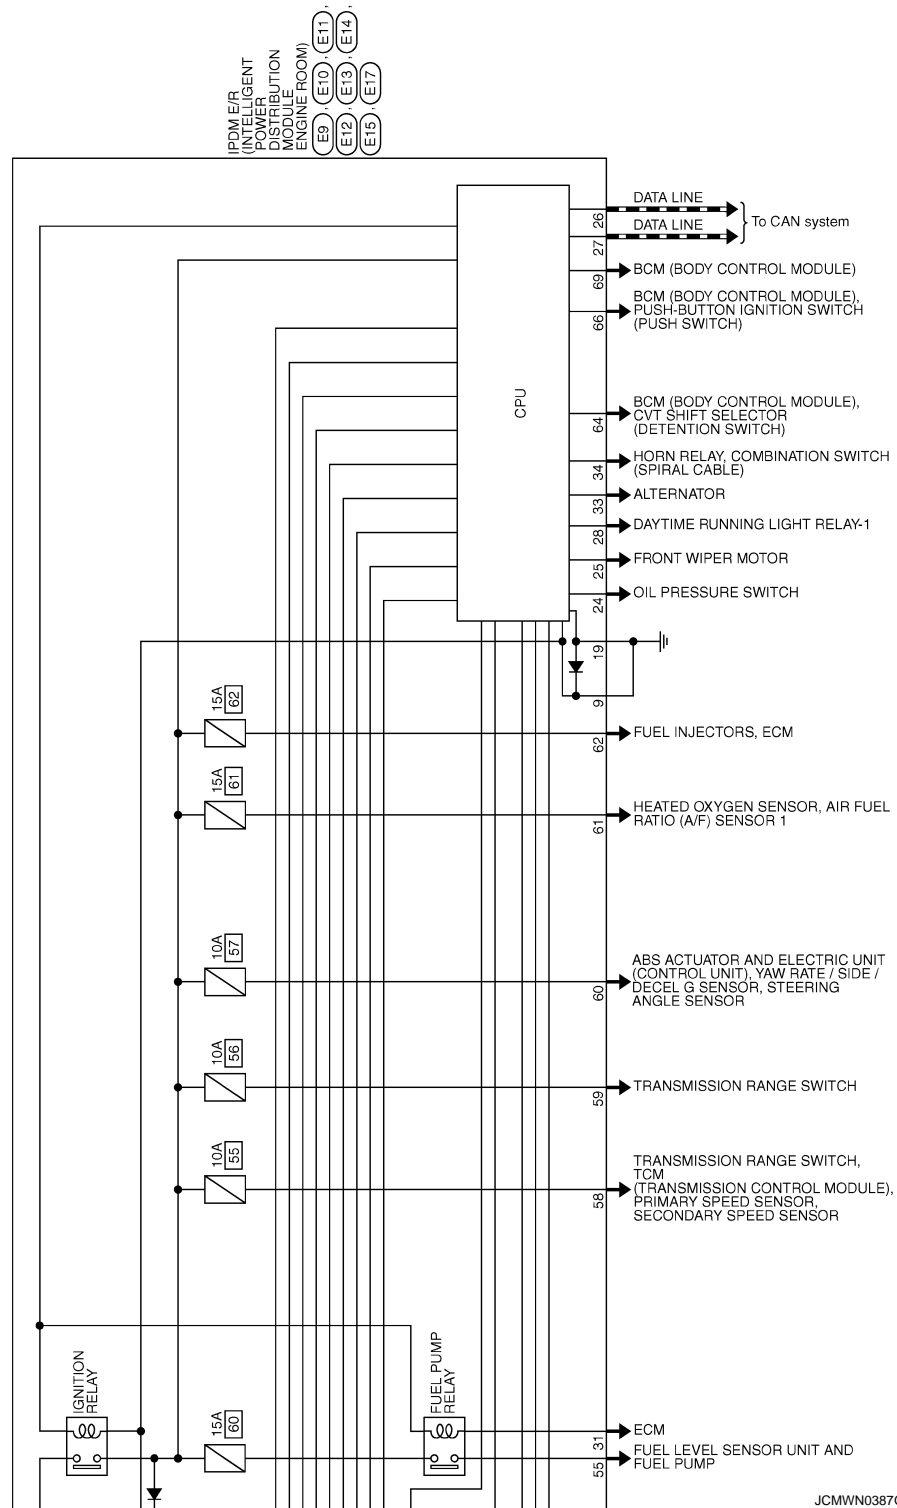 IPDM E/R
(INTELLIGENT
POWER
DISTRIBUTION
MODULE
ENGINE ROOM)
E9 , E10 , E11 ,
E12 , E13 , E14 ,
E15 , E17
CPU
26
DATA LINE
27
DATA LINE
To CAN system
69
BCM (BODY CONTROL MODULE)
66
BCM (BODY CONTROL MODULE),
PUSH-BUTTON IGNITION SWITCH
(PUSH SWITCH)
64
BCM (BODY CONTROL MODULE),
CVT SHIFT SELECTOR
(DETENTION SWITCH)
34
HORN RELAY, COMBINATION SWITCH
(SPIRAL CABLE)
33
ALTERNATOR
28
DAYTIME RUNNING LIGHT RELAY-1
25
FRONT WIPER MOTOR
24
OIL PRESSURE SWITCH
19
9
15A
62
62
FUEL INJECTORS, ECM
15A
61
61
HEATED OXYGEN SENSOR, AIR FUEL
RATIO (A/F) SENSOR 1
10A
57
60
ABS ACTUATOR AND ELECTRIC UNIT
(CONTROL UNIT), YAW RATE / SIDE /
DECEL G SENSOR, STEERING
ANGLE SENSOR
10A
56
59
TRANSMISSION RANGE SWITCH
10A
55
58
TRANSMISSION RANGE SWITCH,
TCM
(TRANSMISSION CONTROL MODULE),
PRIMARY SPEED SENSOR,
SECONDARY SPEED SENSOR
IGNITION
RELAY
15A
60
FUEL PUMP
RELAY
31
ECM
55
FUEL LEVEL SENSOR UNIT AND
FUEL PUMP